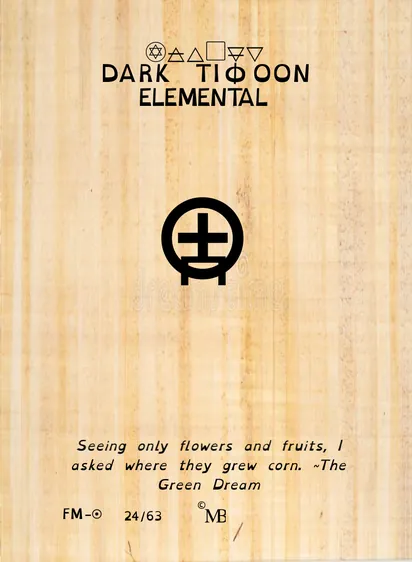 DARK TIΦOON
ELEMENTAL
Seeing only flowers and fruits, I
asked where they grew corn. ~The
Green Dream
FM-☉ 24/63 ©MB